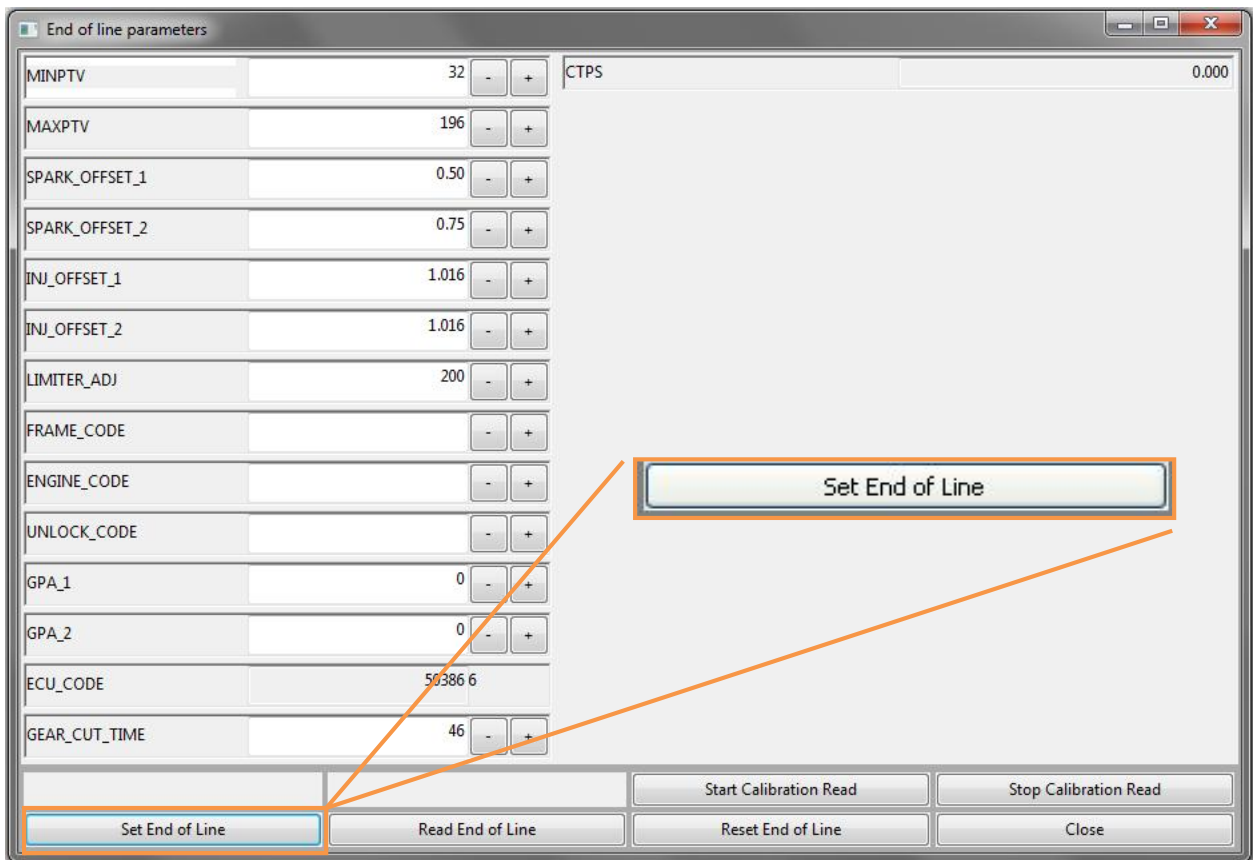 End of line parameters
MINPTV 32 - +
CTPS 0.000
MAXPTV 196 - +
SPARK_OFFSET_1 0.50 - +
SPARK_OFFSET_2 0.75 - +
INJ_OFFSET_1 1.016 - +
INJ_OFFSET_2 1.016 - +
LIMITER_ADJ 200 - +
FRAME_CODE - +
ENGINE_CODE - +
Set End of Line
UNLOCK_CODE - +
GPA_1 0 - +
GPA_2 0 - +
ECU_CODE 6
GEAR_CUT_TIME 46 - +
Start Calibration Read Stop Calibration Read
Set End of Line Read End of Line Reset End of Line Close